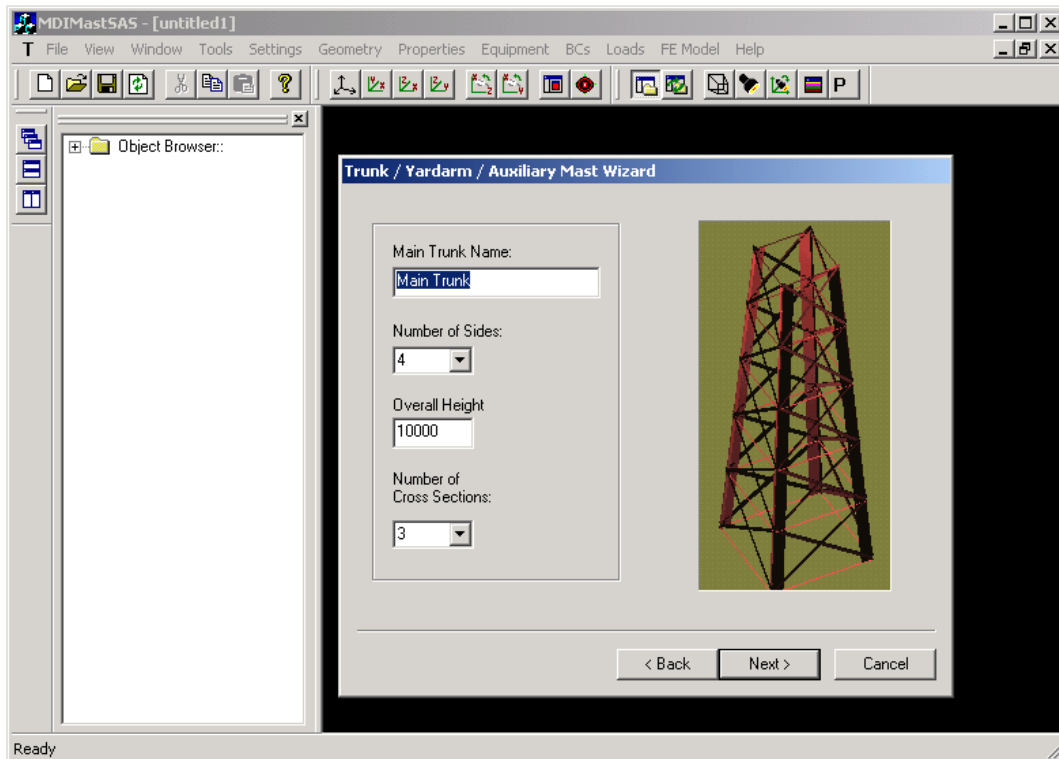 MDIMastSAS - [untitled1]
T File View Window Tools Settings Geometry Properties Equipment BCs Loads FE Model Help
P
Object Browser::
Trunk / Yardarm / Auxiliary Mast Wizard
Main Trunk Name:
Main Trunk
Number of Sides:
4
Overall Height
10000
Number of
Cross Sections:
3
< Back Next > Cancel
Ready